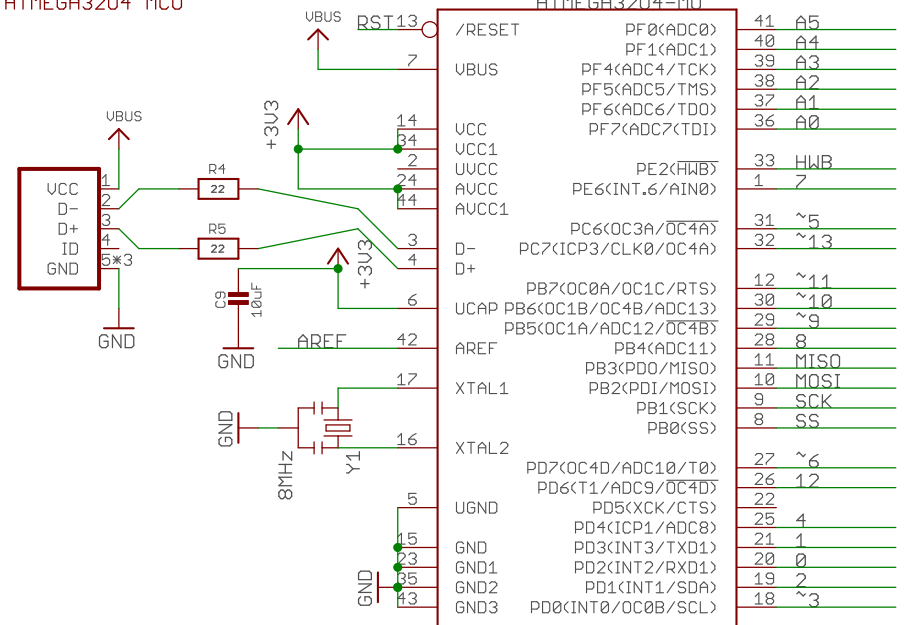 ATMEGA32U4 MCU
ATMEGA32U4-MU
VBUS
RST 13 /RESET
7 VBUS
+3V3
14 VCC
34 VCC1
2 UVCC
24 AVCC
44 AVCC1
VBUS
VCC 1
D- 2
D+ 3
ID 4
GND 5*3
GND
R4
22
R5
22
3 D-
4 D+
+3V3
C9
10uF
GND
6 UCAP
AREF 42 AREF
17 XTAL1
GND
8MHz
Y1
16 XTAL2
5 UGND
15 GND
23 GND1
GND
35 GND2
43 GND3
PF0(ADC0) 41 A5
PF1(ADC1) 40 A4
PF4(ADC4/TCK) 39 A3
PF5(ADC5/TMS) 38 A2
PF6(ADC6/TDO) 37 A1
PF7(ADC7(TDI) 36 A0
PE2(HWB) 33 HWB
PE6(INT.6/AIN0) 1 7
PC6(OC3A/OC4A) 31 ~5
PC7(ICP3/CLK0/OC4A) 32 ~13
PB7(OC0A/OC1C/RTS) 12 ~11
PB6(OC1B/OC4B/ADC13) 30 ~10
PB5(OC1A/ADC12/OC4B) 29 ~9
PB4(ADC11) 28 8
PB3(PDO/MISO) 11 MISO
PB2(PDI/MOSI) 10 MOSI
PB1(SCK) 9 SCK
PB0(SS) 8 SS
PD7(OC4D/ADC10/T0) 27 ~6
PD6(T1/ADC9/OC4D) 26 12
PD5(XCK/CTS) 22
PD4(ICP1/ADC8) 25 4
PD3(INT3/TXD1) 21 1
PD2(INT2/RXD1) 20 0
PD1(INT1/SDA) 19 2
PD0(INT0/OC0B/SCL) 18 ~3